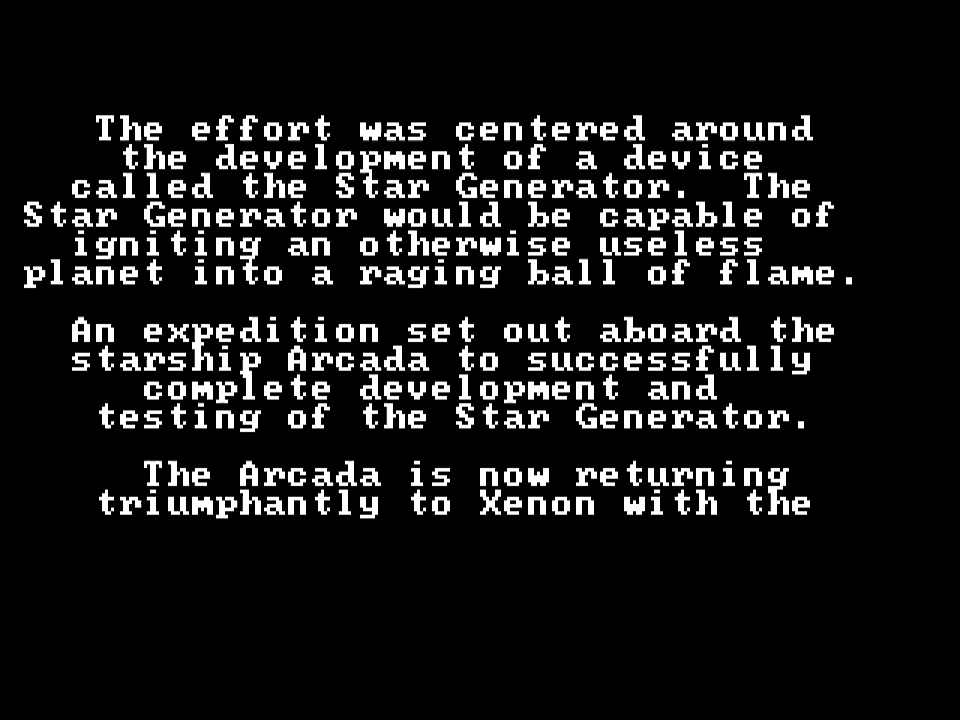 The effort was centered around
the development of a device
called the Star Generator. The
Star Generator would be capable of
igniting an otherwise useless
planet into a raging ball of flame.
An expedition set out aboard the
starship Arcada to successfully
complete development and
testing of the Star Generator.
The Arcada is now returning
triumphantly to Xenon with the